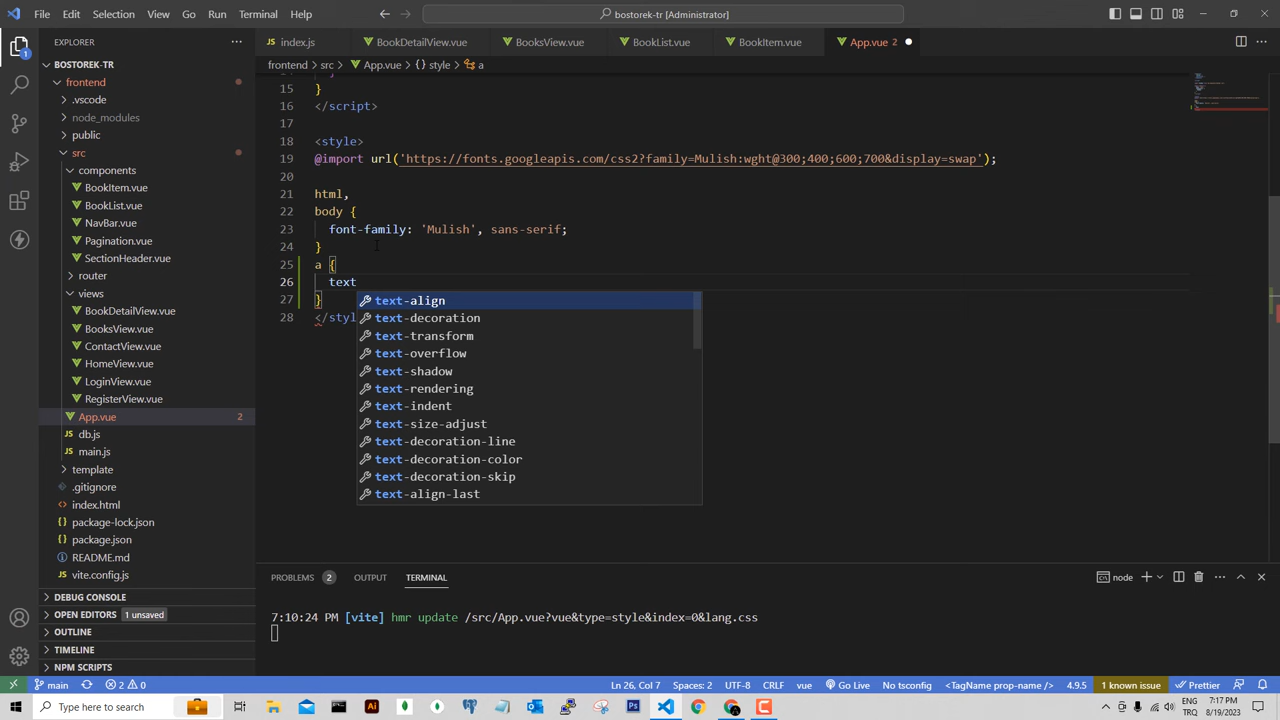 File Edit Selection View Go Run Terminal Help
bostorek-tr [Administrator]
EXPLORER
index.js
BookDetailView.vue
BooksView.vue
BookList.vue
BookItem.vue
App.vue 2
BOSTOREK-TR
frontend > src > App.vue > {} style > a
frontend
.vscode
node_modules
public
src
components
BookItem.vue
BookList.vue
NavBar.vue
Pagination.vue
SectionHeader.vue
router
views
BookDetailView.vue
BooksView.vue
ContactView.vue
HomeView.vue
LoginView.vue
RegisterView.vue
App.vue 2
db.js
main.js
template
.gitignore
index.html
package-lock.json
package.json
README.md
vite.config.js
DEBUG CONSOLE
OPEN EDITORS 1 unsaved
OUTLINE
TIMELINE
NPM SCRIPTS
15 }
16 </script>
17
18 <style>
19 @import url('https://fonts.googleapis.com/css2?family=Mulish:wght@300;400;600;700&display=swap');
20
21 html,
22 body {
23 font-family: 'Mulish', sans-serif;
24 }
25 a {
26 text
27 }
28 </styl
text-align
text-decoration
text-transform
text-overflow
text-shadow
text-rendering
text-indent
text-size-adjust
text-decoration-line
text-decoration-color
text-decoration-skip
text-align-last
PROBLEMS 2 OUTPUT TERMINAL
node
7:10:24 PM [vite] hmr update /src/App.vue?vue&type=style&index=0&lang.css
main 2 0
Ln 26, Col 7 Spaces: 2 UTF-8 CRLF vue Go Live No tsconfig <TagName prop-name /> 4.9.5 1 known issue Prettier
Type here to search
ENG
TRQ
7:17 PM
8/19/2023